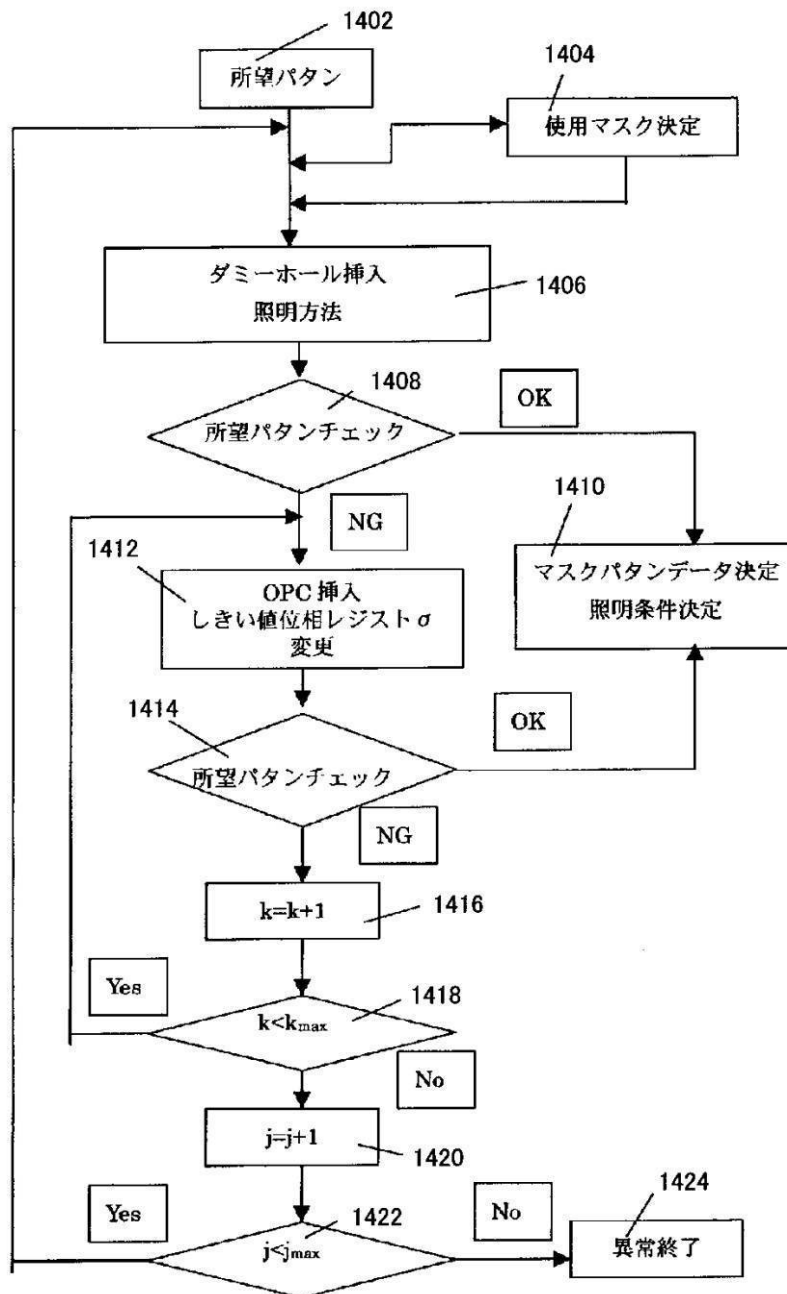 1402
所望パタン
1404
使用マスク決定
ダミーホール挿入
照明方法
1406
1408
所望パタンチェック
OK
NG
1410
マスクパタンデータ決定
照明条件決定
1412
OPC 挿入
しきい値位相レジストσ
変更
1414
所望パタンチェック
OK
NG
k=k+1
1416
Yes
1418
k<kmax
No
j=j+1
1420
Yes
1422
j<jmax
No
1424
異常終了